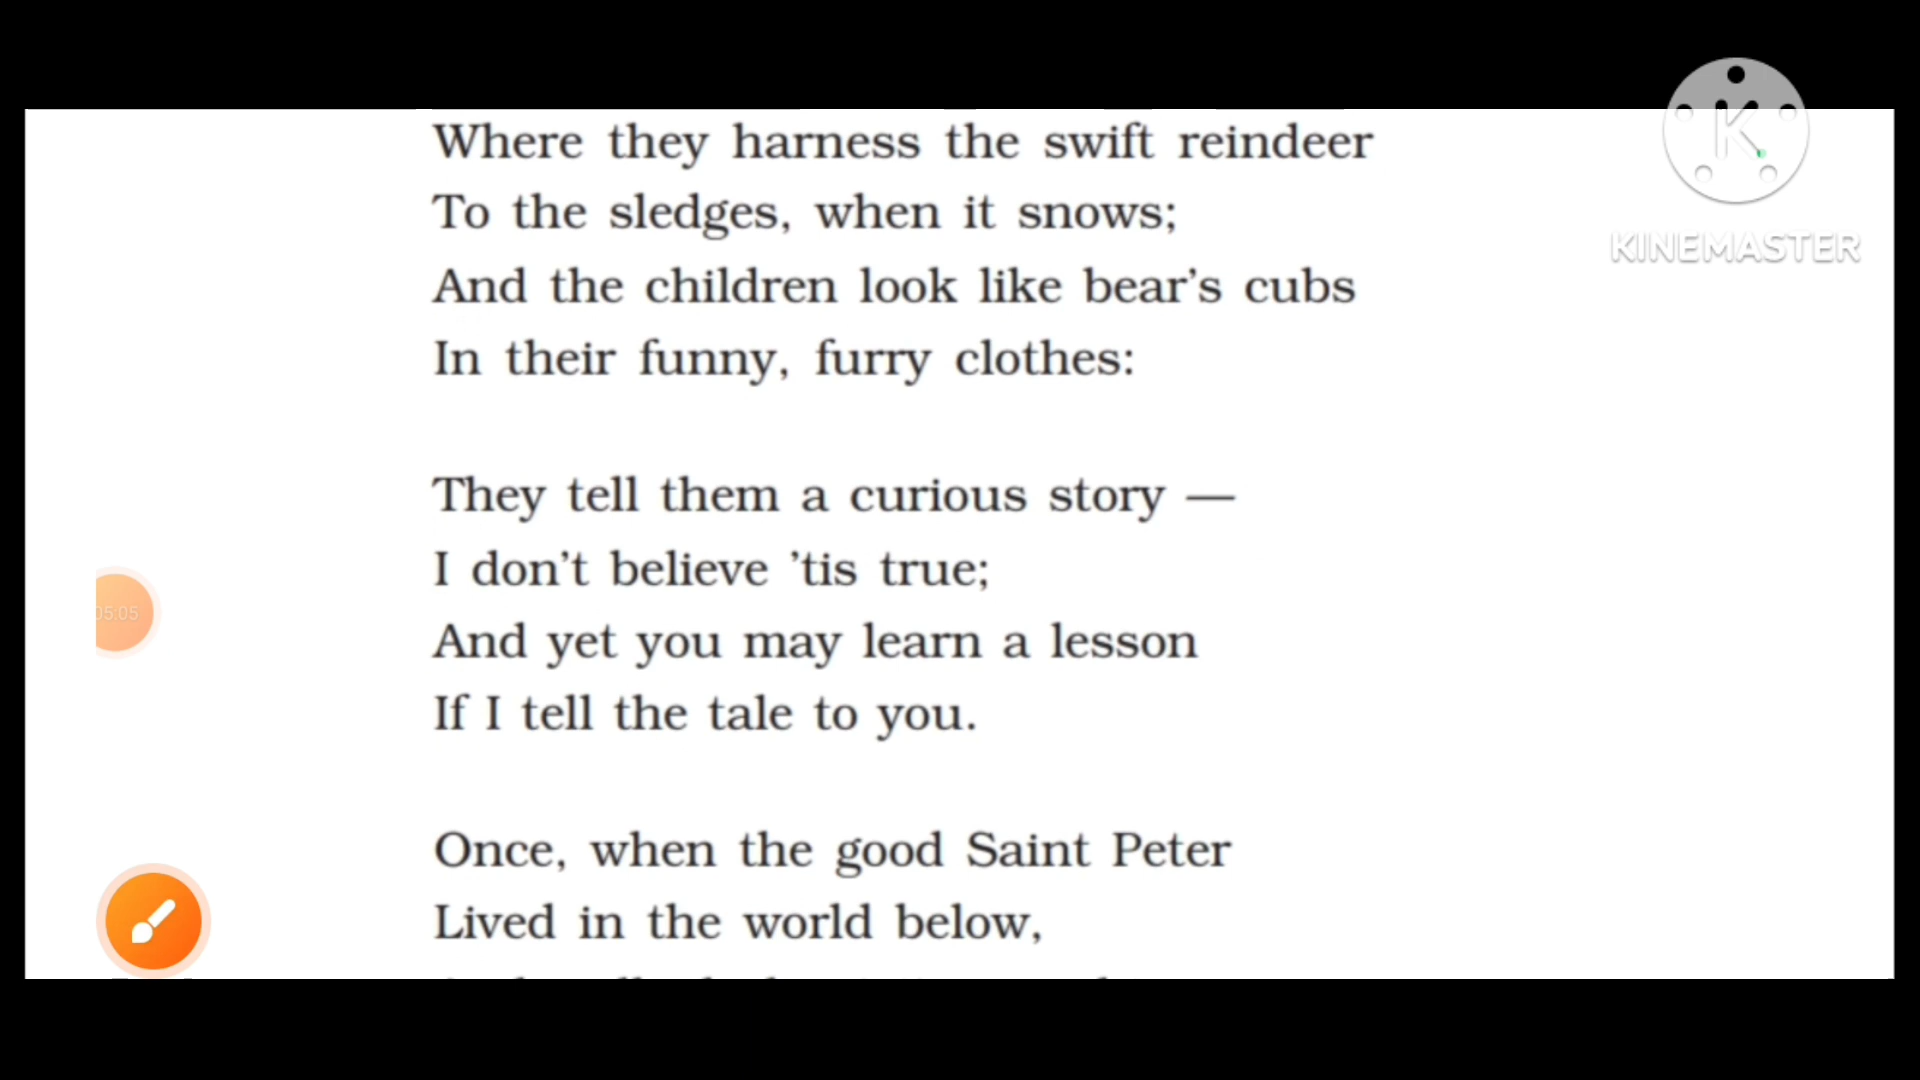 Where they harness the swift reindeer
To the sledges, when it snows;
And the children look like bear’s cubs
In their funny, furry clothes:
They tell them a curious story —
I don’t believe ’tis true;
And yet you may learn a lesson
If I tell the tale to you.
Once, when the good Saint Peter
Lived in the world below,
K
KINEMASTER
05:05